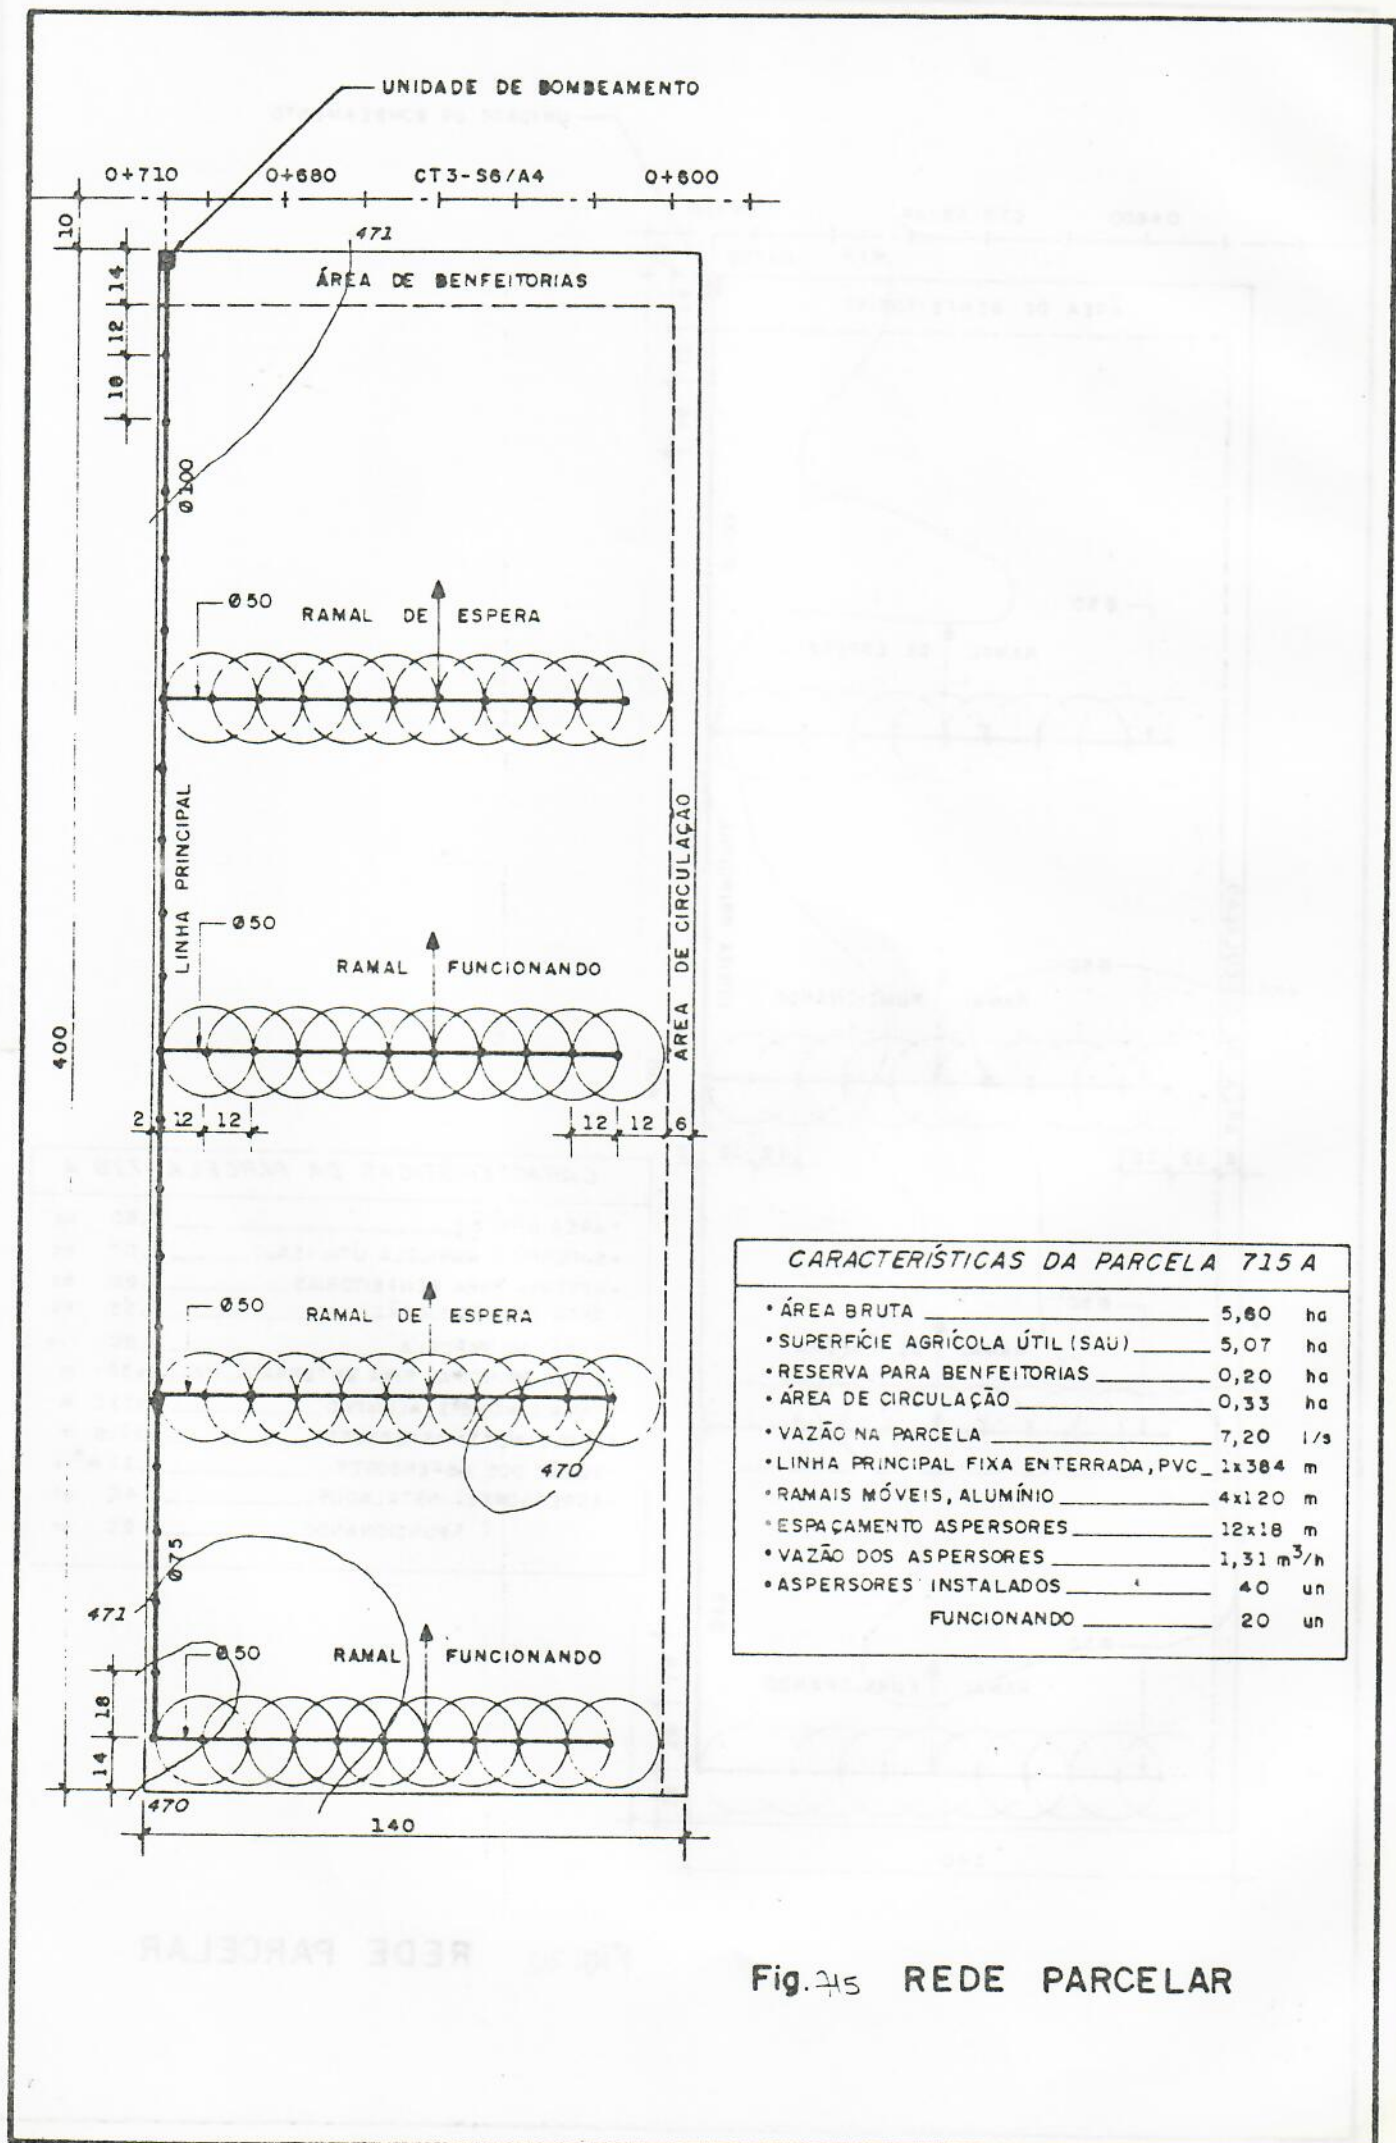 UNIDADE DE BOMBEAMENTO
0+710 0+680 CT3-S6/A4 0+600
10
471
14
ÁREA DE BENFEITORIAS
12
18
Ø100
Ø50
RAMAL DE ESPERA
LINHA PRINCIPAL
ÁREA DE CIRCULAÇÃO
Ø50
RAMAL FUNCIONANDO
400
2 12 12 12 12 6
Ø50
RAMAL DE ESPERA
470
Ø75
471
Ø50
RAMAL FUNCIONANDO
18
14
470
140
CARACTERÍSTICAS DA PARCELA 715 A
• ÁREA BRUTA 5,60 ha
• SUPERFÍCIE AGRÍCOLA ÚTIL (SAU) 5,07 ha
• RESERVA PARA BENFEITORIAS 0,20 ha
• ÁREA DE CIRCULAÇÃO 0,33 ha
• VAZÃO NA PARCELA 7,20 l/s
• LINHA PRINCIPAL FIXA ENTERRADA, PVC 1x384 m
• RAMAIS MÓVEIS, ALUMÍNIO 4x120 m
• ESPAÇAMENTO ASPERSORES 12x18 m
• VAZÃO DOS ASPERSORES 1,31 m³/h
• ASPERSORES INSTALADOS 40 un
FUNCIONANDO 20 un
Fig. 715 REDE PARCELAR